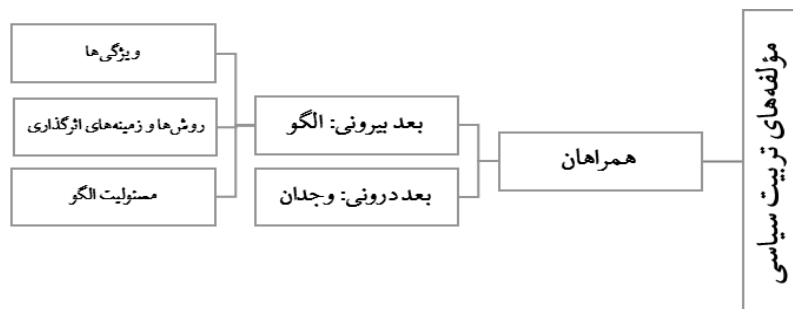 مؤلفه‌های تربیت سیاسی
همراهان
بعد بیرونی: الگو
بعد درونی: وجدان
ویژگی‌ها
روش‌ها و زمینه‌های اثرگذاری
مسئولیت الگو